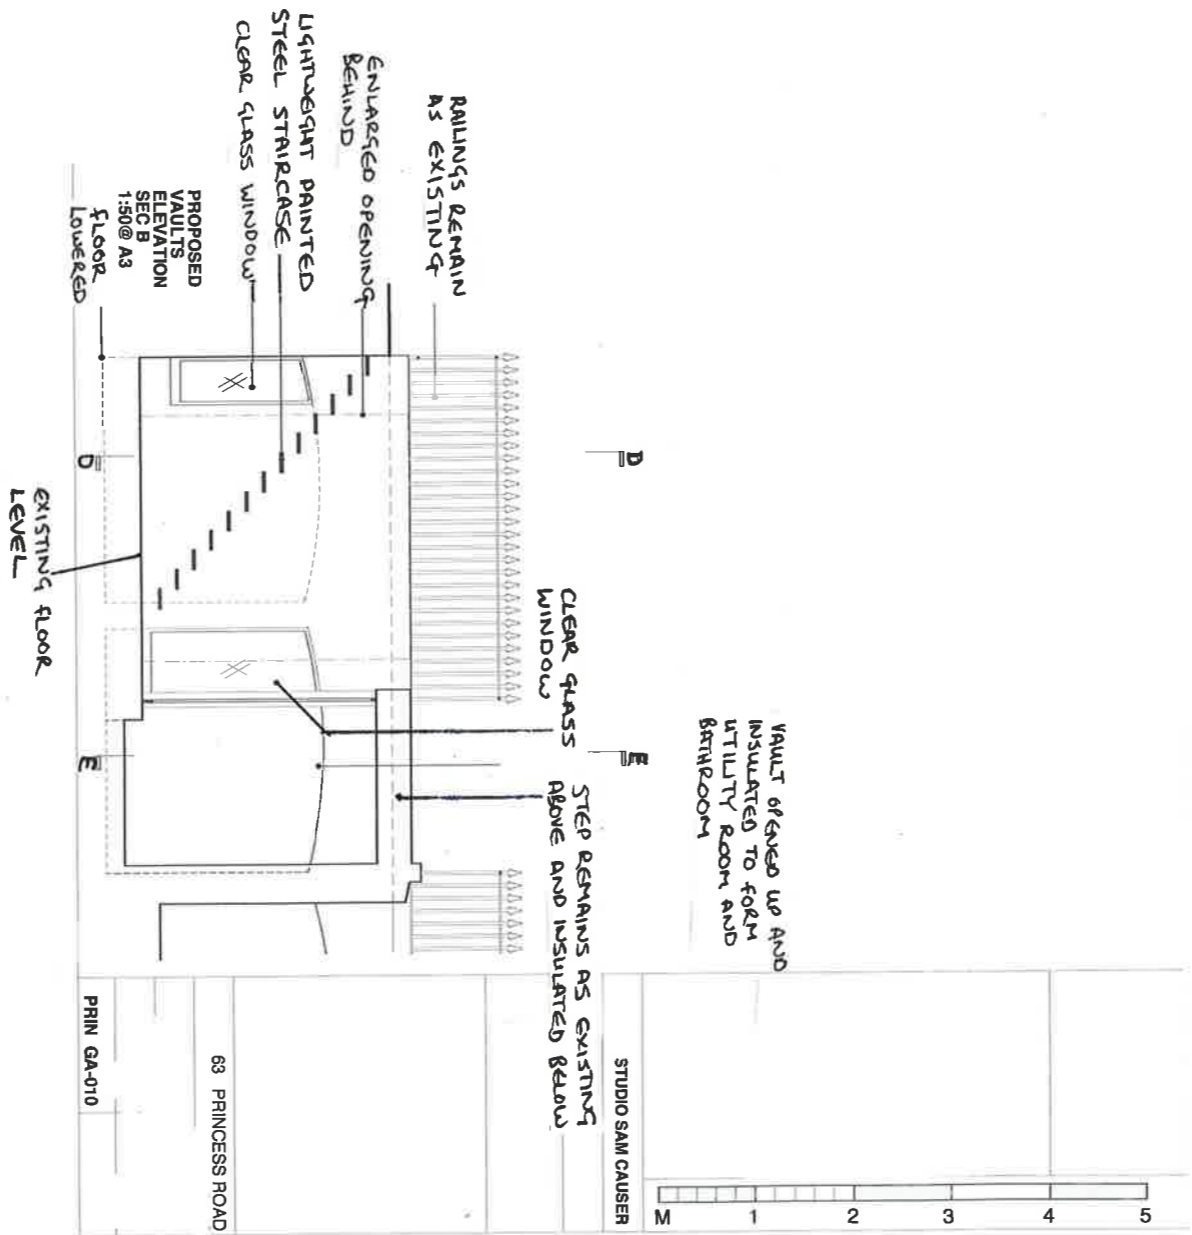 LIGHTWEIGHT PAINTED
STEEL STAIRCASE
CLEAR GLASS WINDOW
ENLARGED OPENING
BEHIND
RAILINGS REMAIN
AS EXISTING
PROPOSED
VAULTS
ELEVATION
SEC B
1:50@ A3
FLOOR
LOWERED
D
D
EXISTING FLOOR
LEVEL
CLEAR GLASS
WINDOW
E
E
VAULT OPENED UP AND
INSULATED TO FORM
UTILITY ROOM AND
BATHROOM
STEP REMAINS AS EXISTING
ABOVE AND INSULATED BELOW
STUDIO SAM CAUSER
63 PRINCESS ROAD
PRIN GA-010
M 1 2 3 4 5